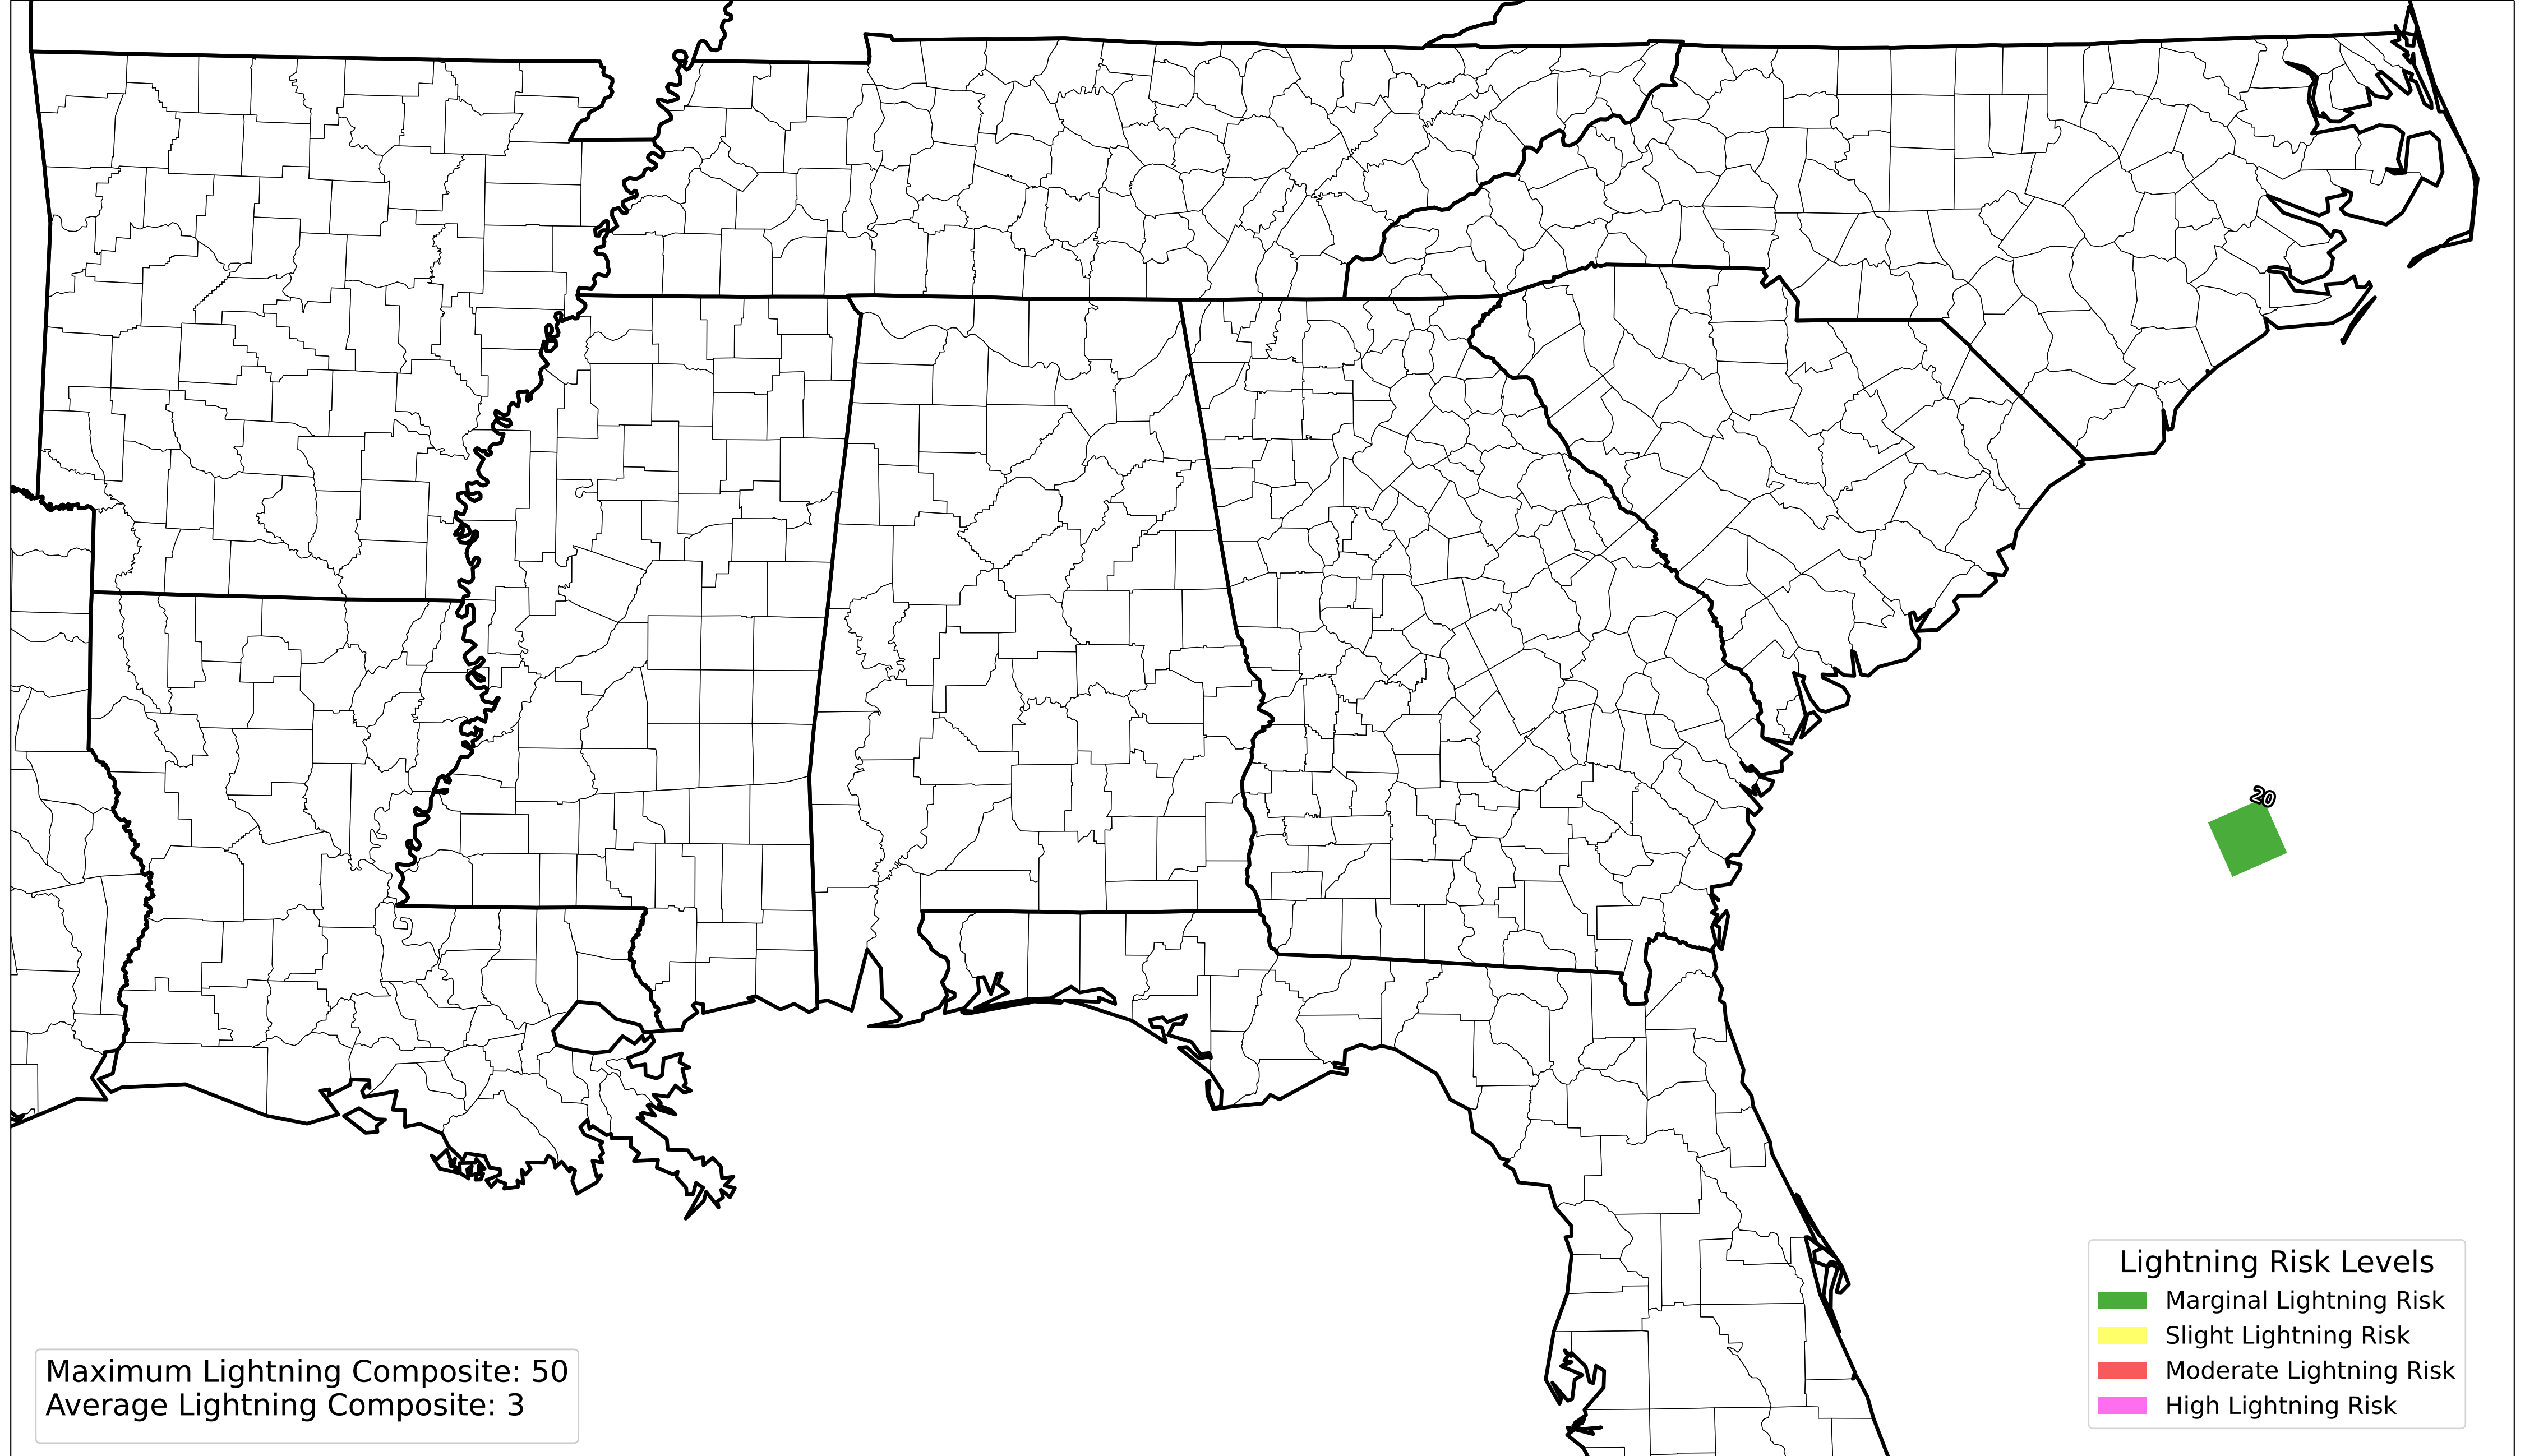 20
Lightning Risk Levels
Marginal Lightning Risk
Slight Lightning Risk
Moderate Lightning Risk
High Lightning Risk
Maximum Lightning Composite: 50
Average Lightning Composite: 3